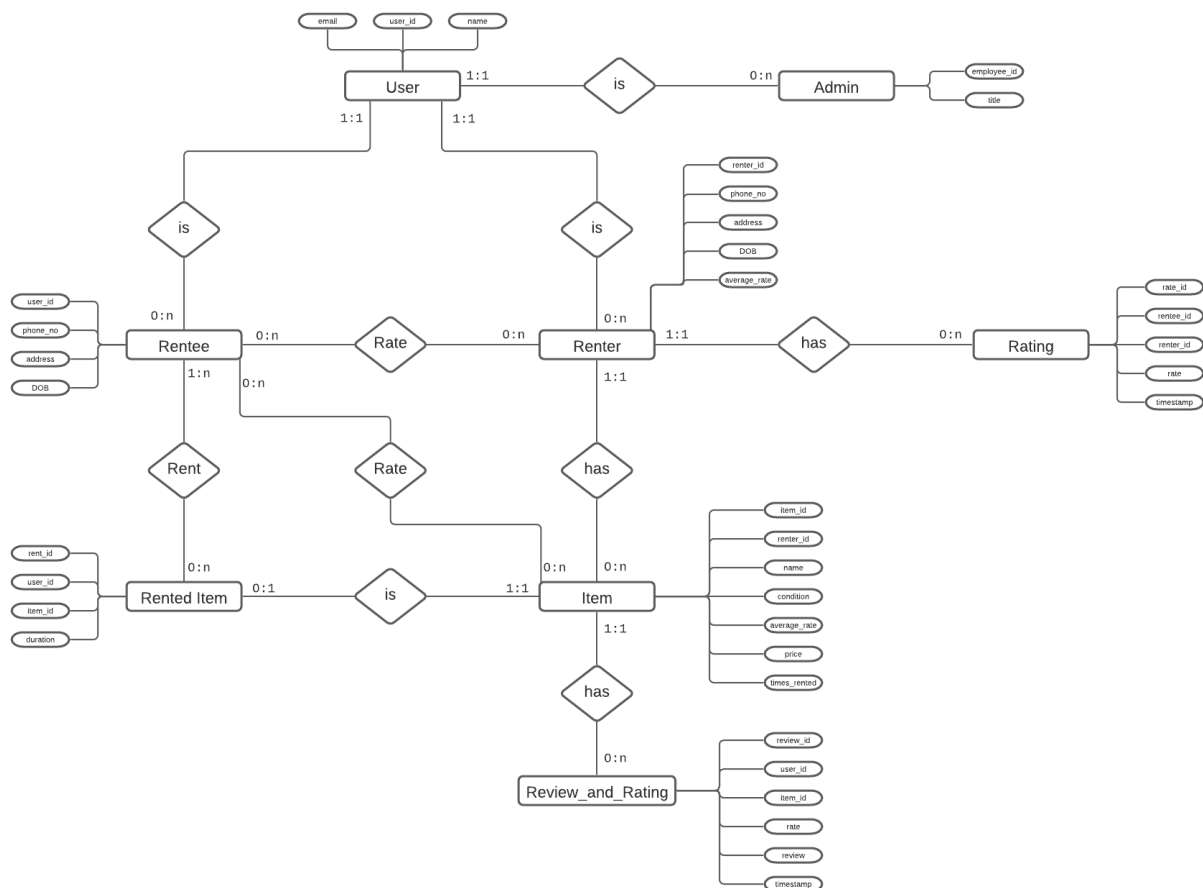 email
user_id
name
User
1:1
is
0:n
Admin
employee_id
title
1:1
1:1
is
is
renter_id
phone_no
address
DOB
average_rate
user_id
phone_no
address
DOB
0:n
Rentee
0:n
Rate
0:n
0:n
Renter
1:1
has
0:n
Rating
rate_id
rentee_id
renter_id
rate
timestamp
1:n
0:n
1:1
Rent
Rate
has
rent_id
user_id
item_id
duration
0:n
Rented Item
0:1
is
1:1
0:n
0:n
Item
item_id
renter_id
name
condition
average_rate
price
times_rented
1:1
has
0:n
Review_and_Rating
review_id
user_id
item_id
rate
review
timestamp